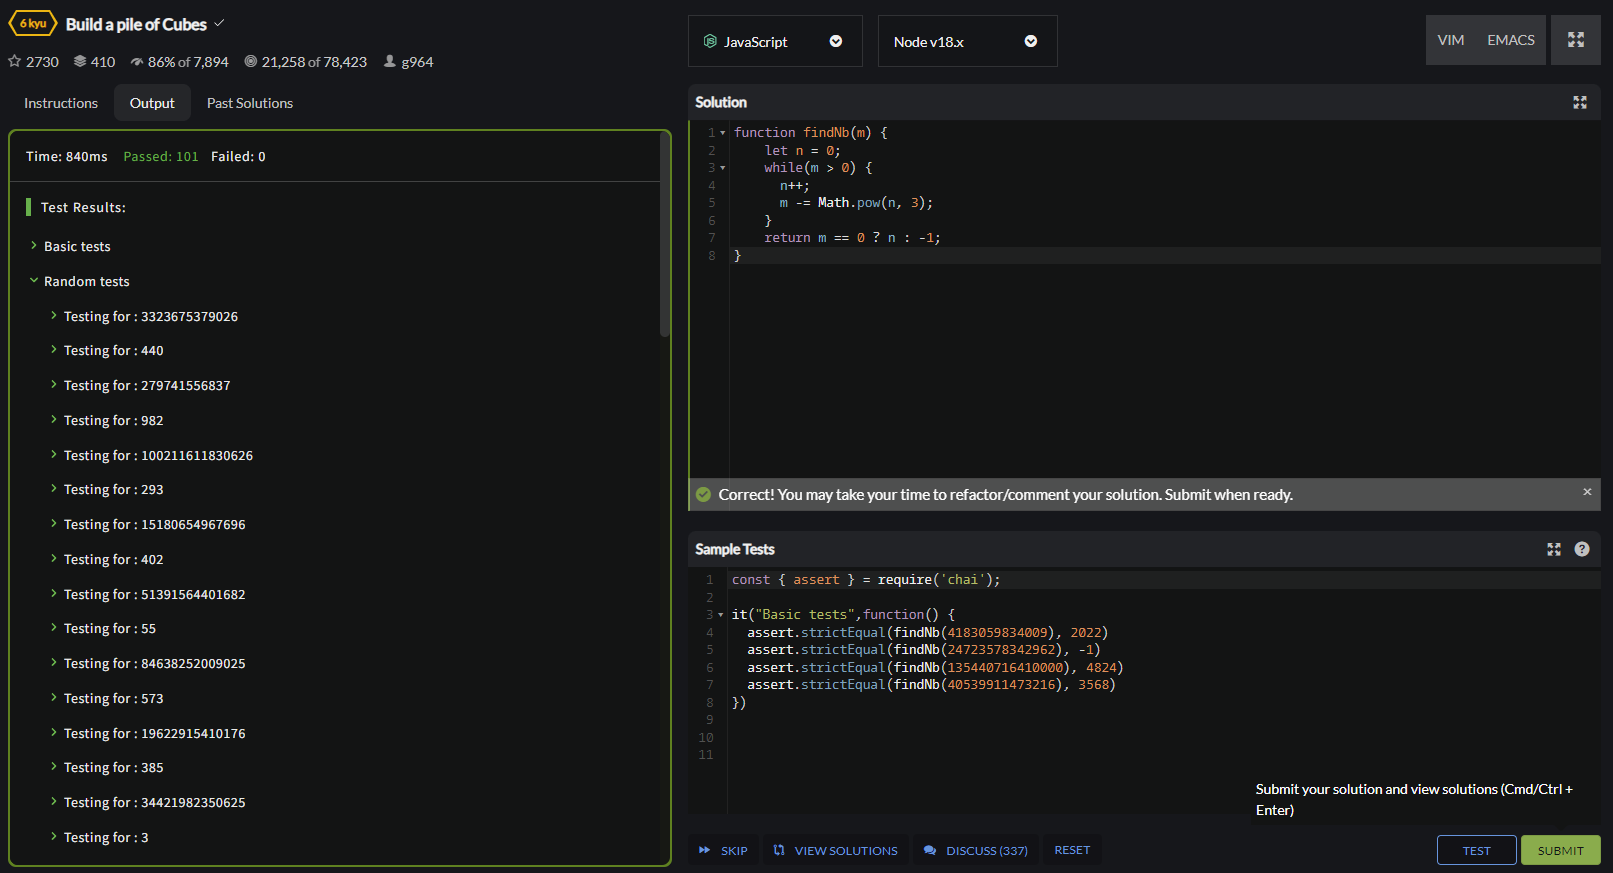 6 kyu Build a pile of Cubes
2730 410 86% of 7,894 21,258 of 78,423 g964
Instructions Output Past Solutions
Time: 840ms Passed: 101 Failed: 0
Test Results:
Basic tests
Random tests
Testing for : 3323675379026
Testing for : 440
Testing for : 279741556837
Testing for : 982
Testing for : 100211611830626
Testing for : 293
Testing for : 15180654967696
Testing for : 402
Testing for : 51391564401682
Testing for : 55
Testing for : 84638252009025
Testing for : 573
Testing for : 19622915410176
Testing for : 385
Testing for : 34421982350625
Testing for : 3
JavaScript Node v18.x VIM EMACS
Solution
1 function findNb(m) {
2     let n = 0;
3     while(m > 0) {
4       n++;
5       m -= Math.pow(n, 3);
6     }
7     return m == 0 ? n : -1;
8 }
Correct! You may take your time to refactor/comment your solution. Submit when ready. ×
Sample Tests ?
1 const { assert } = require('chai');
2
3 it("Basic tests",function() {
4   assert.strictEqual(findNb(4183059834009), 2022)
5   assert.strictEqual(findNb(24723578342962), -1)
6   assert.strictEqual(findNb(135440716410000), 4824)
7   assert.strictEqual(findNb(40539911473216), 3568)
8 })
9
10
11
Submit your solution and view solutions (Cmd/Ctrl +
Enter)
SKIP VIEW SOLUTIONS DISCUSS (337) RESET TEST SUBMIT